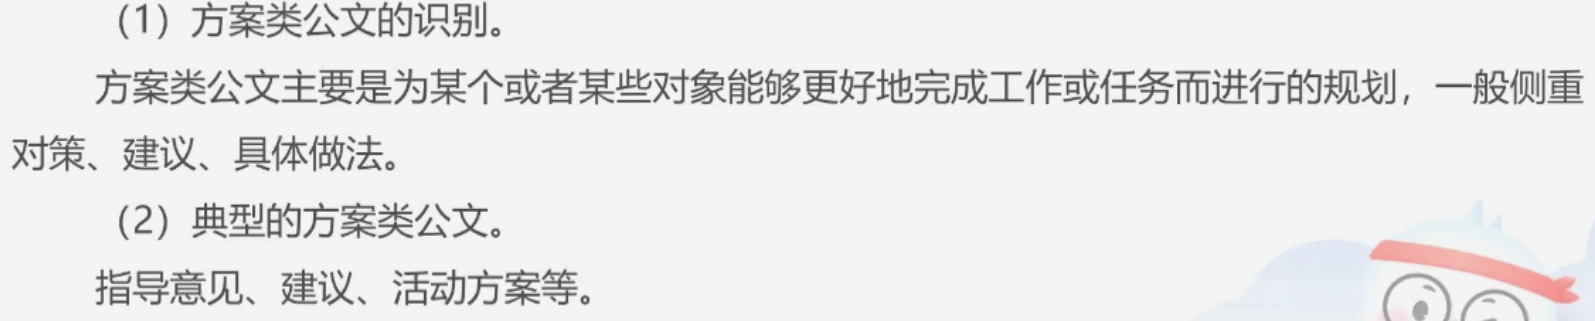 （1）方案类公文的识别。
方案类公文主要是为某个或者某些对象能够更好地完成工作或任务而进行的规划，一般侧重
对策、建议、具体做法。
（2）典型的方案类公文。
指导意见、建议、活动方案等。